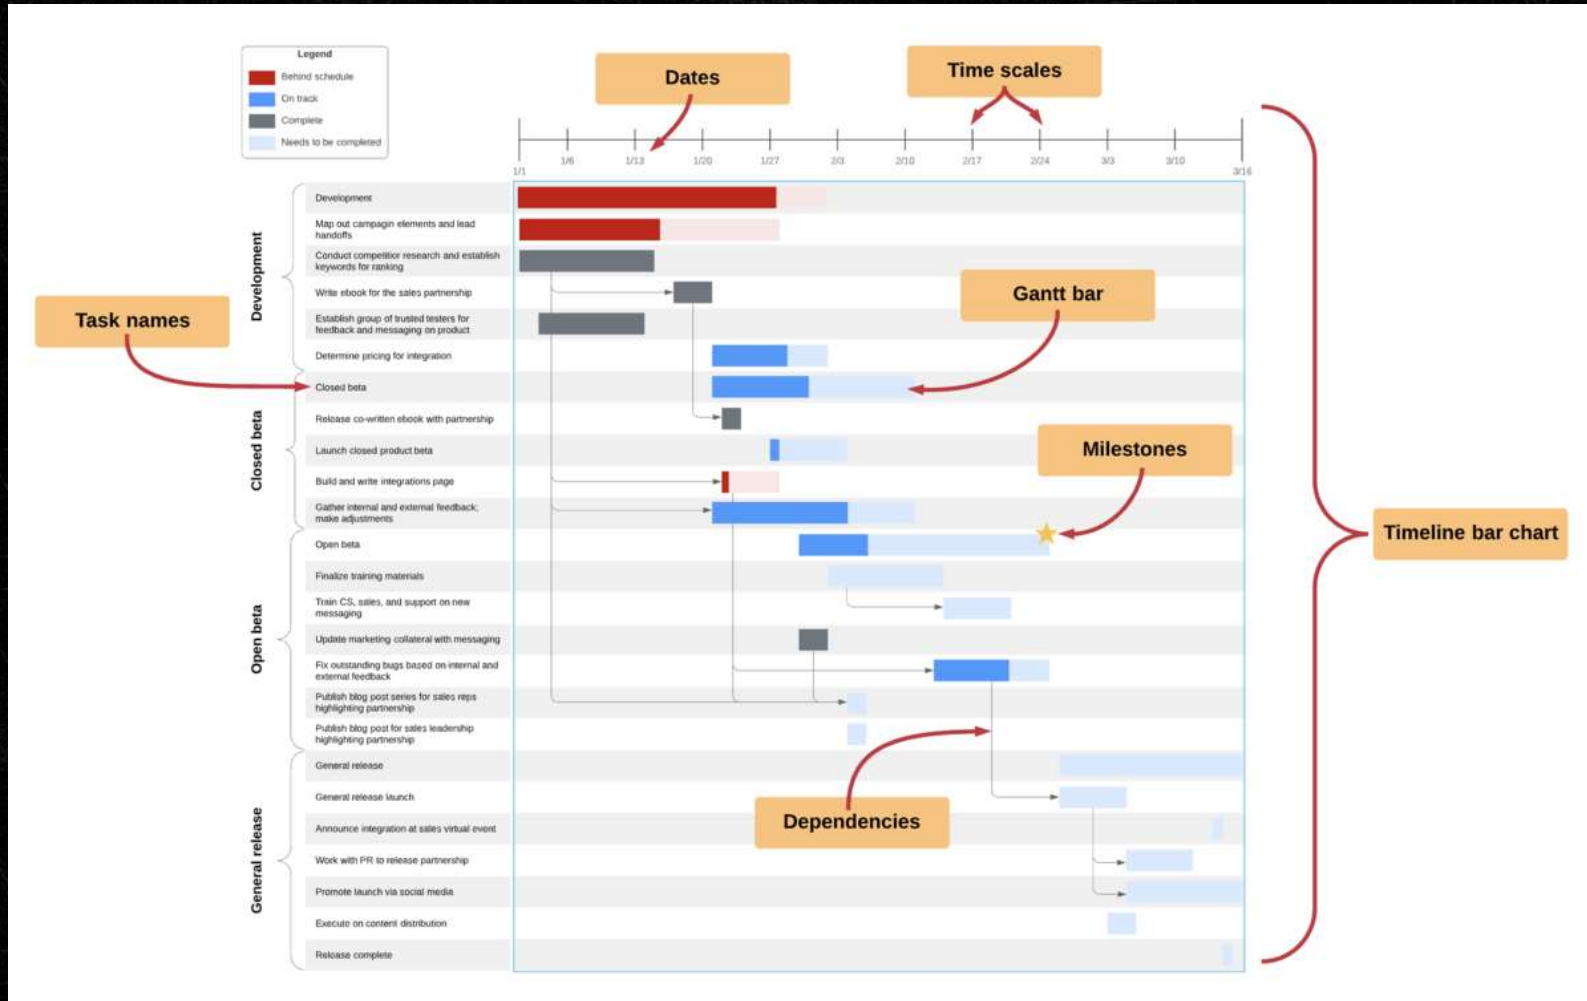 Legend
Behind schedule
On track
Complete
Needs to be completed
Dates
Time scales
1/1
1/6
1/13
1/20
1/27
2/3
2/10
2/17
2/24
3/3
3/10
3/16
Development
Development
Map out campagin elements and lead
handoffs
Conduct competitior research and establish
keywords for ranking
Write ebook for the sales partnership
Establish group of trusted testers for
feedback and messaging on product
Determine pricing for integration
Task names
Gantt bar
Closed beta
Closed beta
Release co-written ebook with partnership
Launch closed product beta
Build and write integrations page
Gather internal and external feedback;
make adjustments
Milestones
Timeline bar chart
Open beta
Open beta
Finalize training materials
Train CS, sales, and support on new
messaging
Update marketing collateral with messaging
Fix outstanding bugs based on internal and
external feedback
Publish blog post series for sales reps
highlighting partnership
Publish blog post for sales leadership
highlighting partnership
Dependencies
General release
General release
General release launch
Announce integration at sales virtual event
Work with PR to release partnership
Promote launch via social media
Execute on content distribution
Release complete